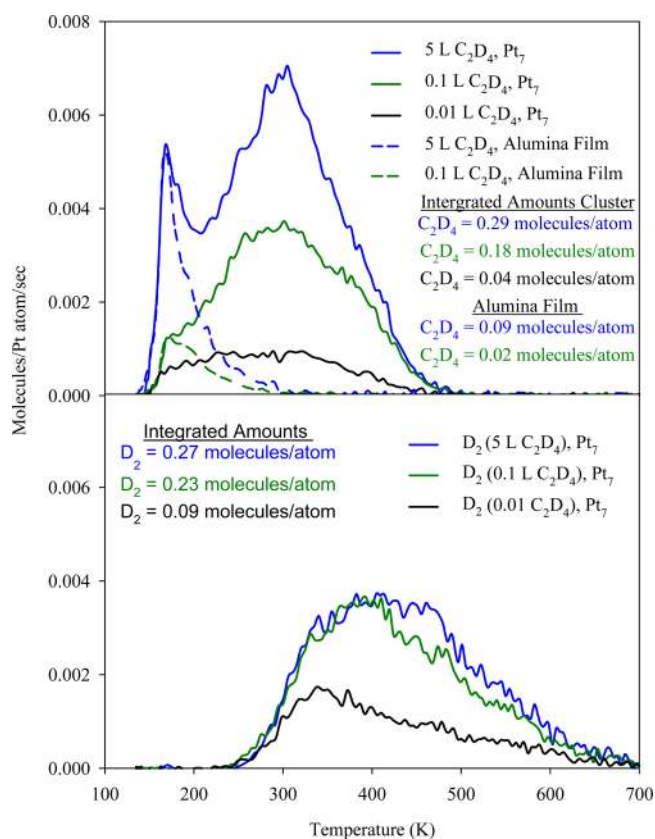 0.008
0.006
0.004
0.002
0.000
5 L C₂D₄, Pt₇
0.1 L C₂D₄, Pt₇
0.01 L C₂D₄, Pt₇
5 L C₂D₄, Alumina Film
0.1 L C₂D₄, Alumina Film
Intergrated Amounts Cluster
C₂D₄ = 0.29 molecules/atom
C₂D₄ = 0.18 molecules/atom
C₂D₄ = 0.04 molecules/atom
Alumina Film
C₂D₄ = 0.09 molecules/atom
C₂D₄ = 0.02 molecules/atom
Molecules/Pt atom/sec
0.006
0.004
0.002
0.000
Integrated Amounts
D₂ = 0.27 molecules/atom
D₂ = 0.23 molecules/atom
D₂ = 0.09 molecules/atom
D₂ (5 L C₂D₄), Pt₇
D₂ (0.1 L C₂D₄), Pt₇
D₂ (0.01 C₂D₄), Pt₇
100 200 300 400 500 600 700
Temperature (K)